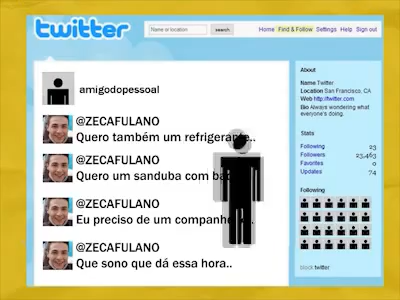 twitter
Name or location
search
Home Find & Follow Settings Help Sign out
amigodopessoal
@ZECAFULANO
Quero também um refrigerante..
@ZECAFULANO
Quero um sanduba com
@ZECAFULANO
Eu preciso de um
@ZECAFULANO
Que sono que dá essa hora..
About
Name Twitter
Location San Francisco, CA
Web http://twitter.com
Bio Always wondering what
everyone's doing.
Stats
Following 23
Followers 23,463
Favorites 0
Updates 74
Following
block twitter